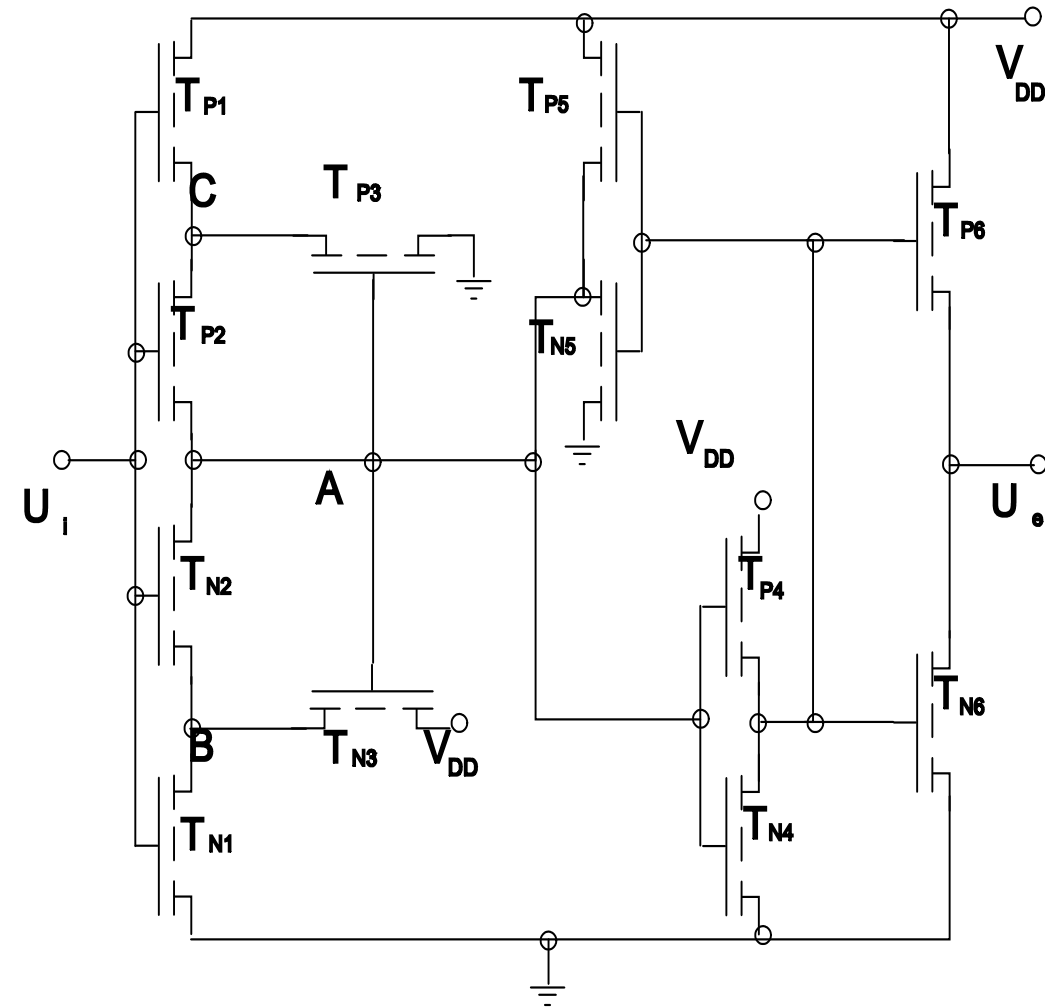 V DD
T P1
T P5
C
T P3
T P6
T P2
T N5
V DD
A
U i
U e
T N2
T P4
T N6
B
T N3
V DD
T N1
T N4